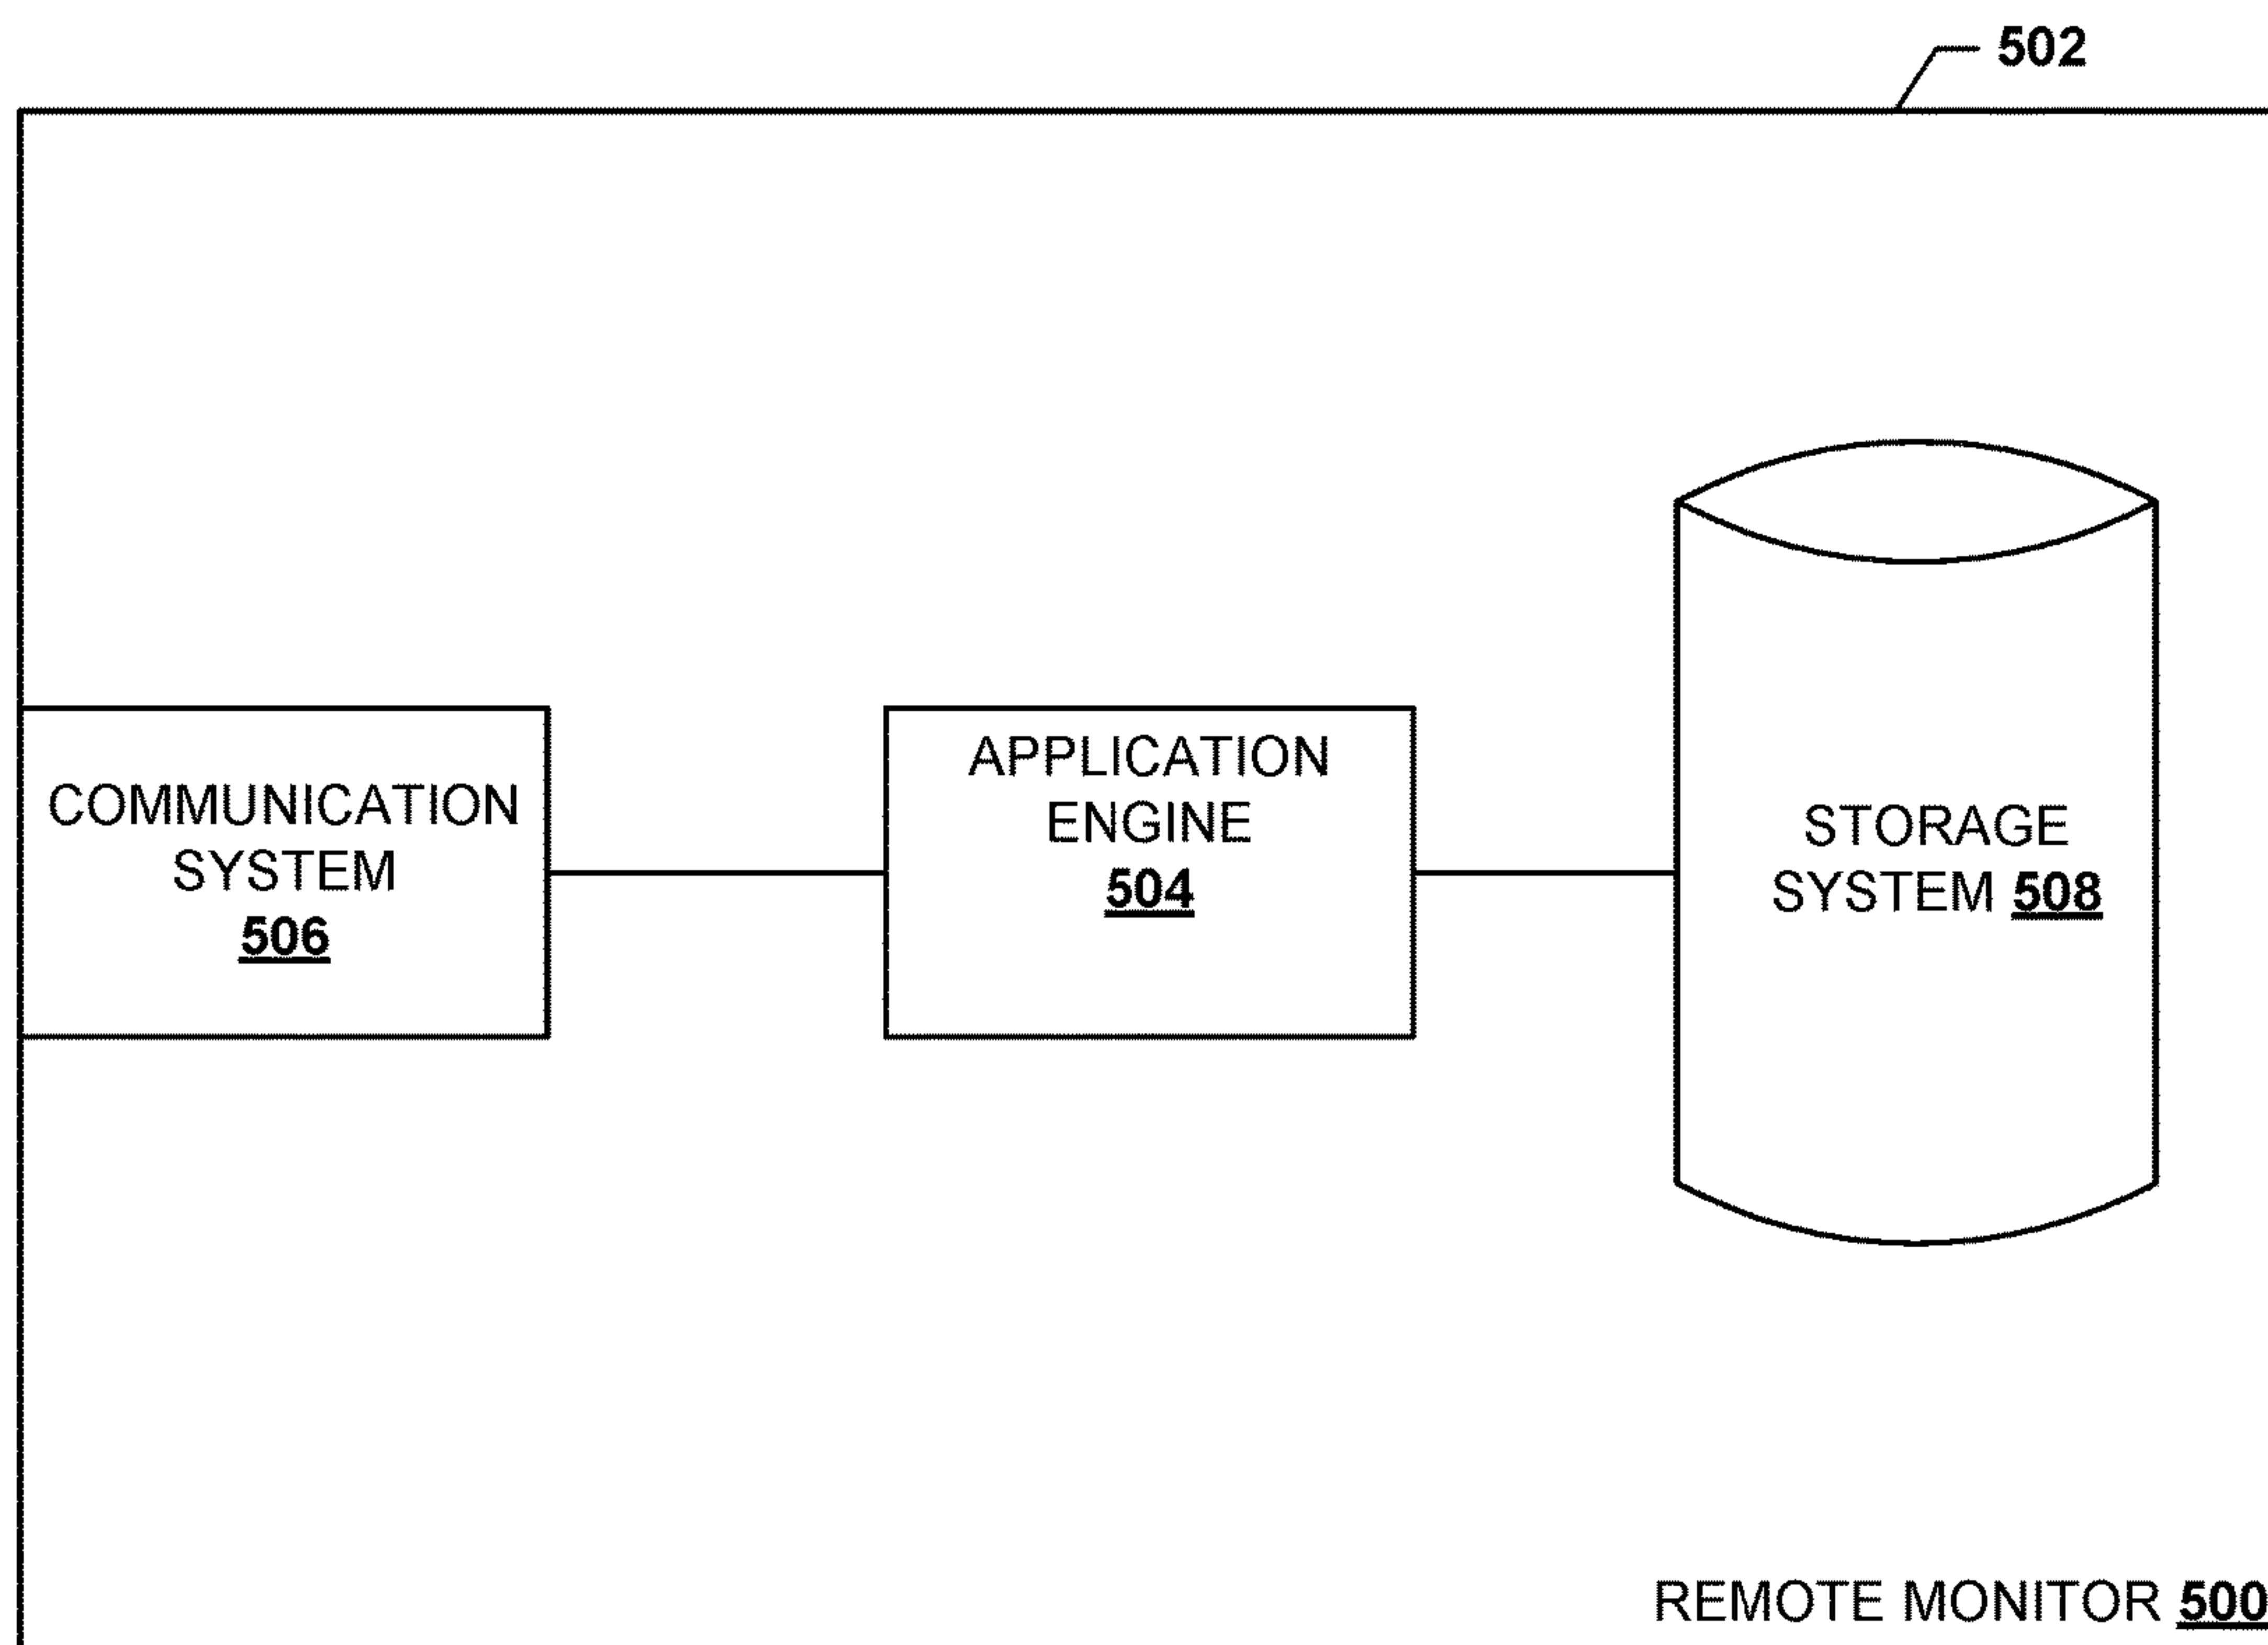 502
COMMUNICATION
SYSTEM
506
APPLICATION
ENGINE
504
STORAGE
SYSTEM 508
REMOTE MONITOR 500